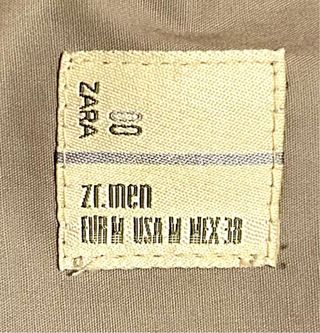 ZARA
00
zr.men
EUR M USA M MEX 38